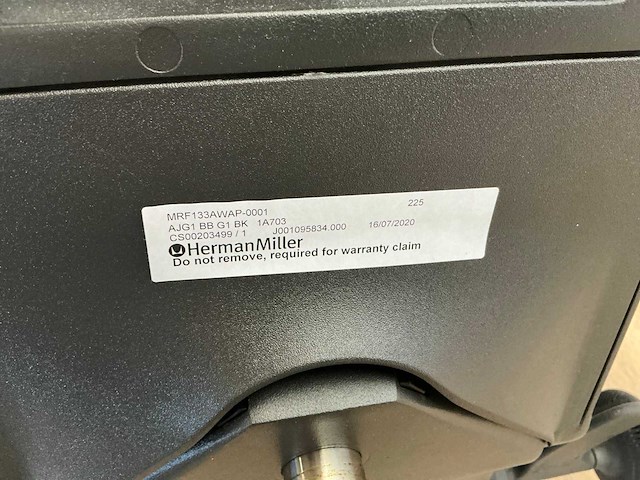 MRF133AWAP-0001 225
AJG1 BB G1 BK 1A703
CS00203499 / 1 J001095834.000 16/07/2020
HermanMiller
Do not remove, required for warranty claim